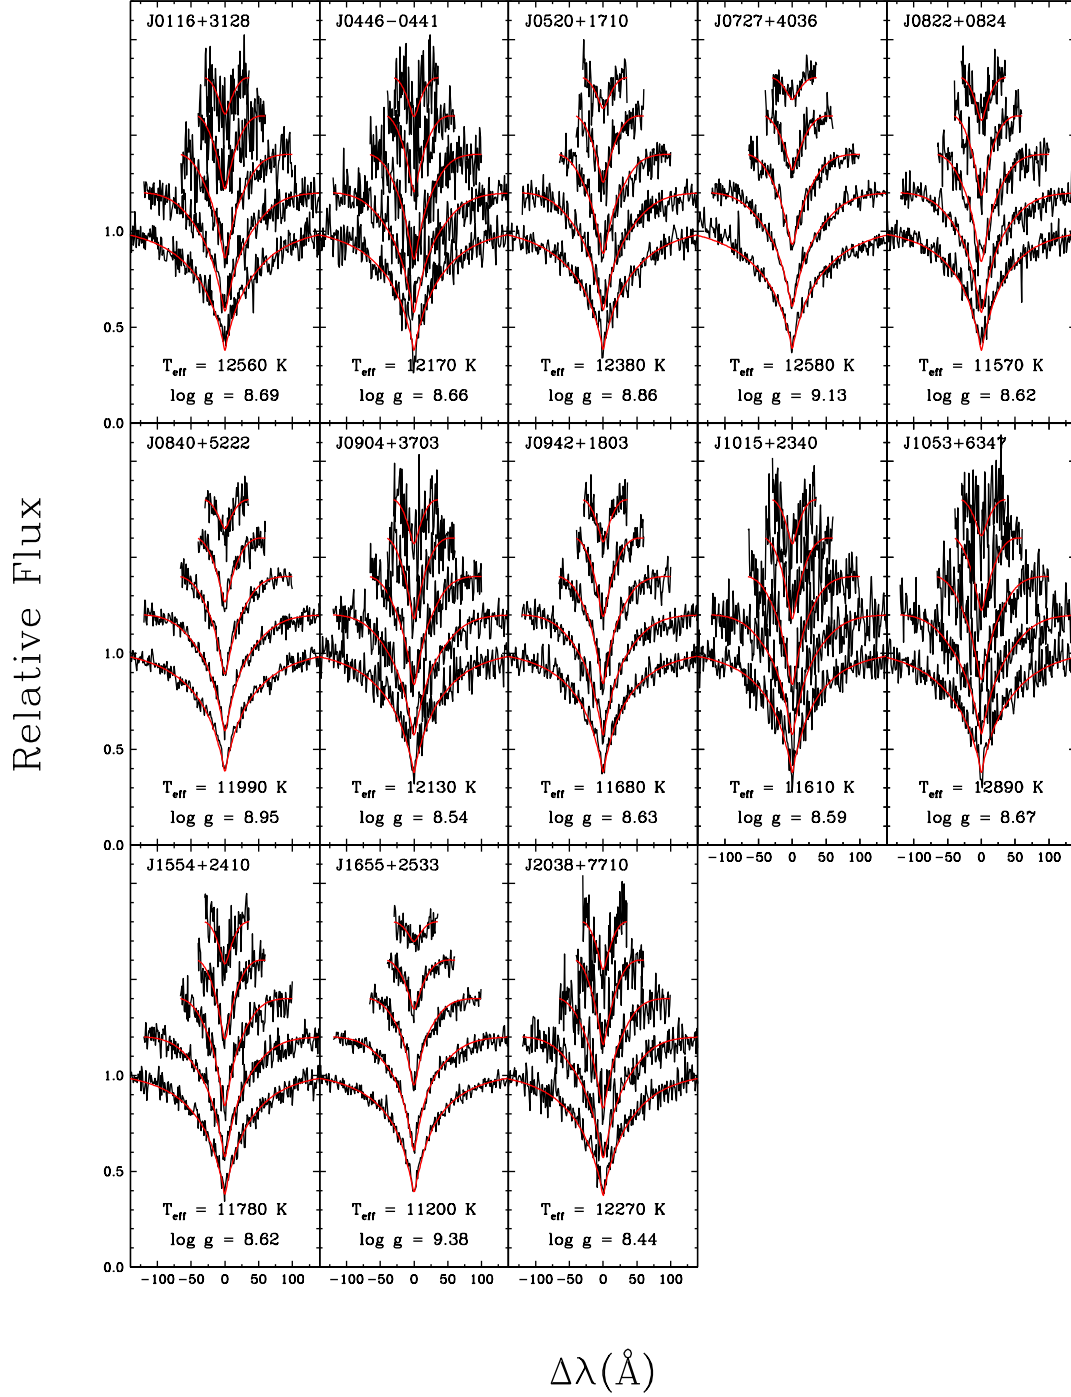 J0116+3128
J0446−0441
J0520+1710
J0727+4036
J0822+0824
1.0
0.5
0.0
Teff = 12560 K
log g = 8.69
Teff = 12170 K
log g = 8.66
Teff = 12380 K
log g = 8.86
Teff = 12580 K
log g = 9.13
Teff = 11570 K
log g = 8.62
J0840+5222
J0904+3703
J0942+1803
J1015+2340
J1053+6347
1.0
0.5
0.0
Teff = 11990 K
log g = 8.95
Teff = 12130 K
log g = 8.54
Teff = 11680 K
log g = 8.63
Teff = 11610 K
log g = 8.59
Teff = 12890 K
log g = 8.67
−100 −50 0 50 100
−100 −50 0 50 100
J1554+2410
J1655+2533
J2038+7710
1.0
0.5
0.0
Teff = 11780 K
log g = 8.62
Teff = 11200 K
log g = 9.38
Teff = 12270 K
log g = 8.44
−100 −50 0 50 100
−100 −50 0 50 100
−100 −50 0 50 100
Relative Flux
Δλ(Å)